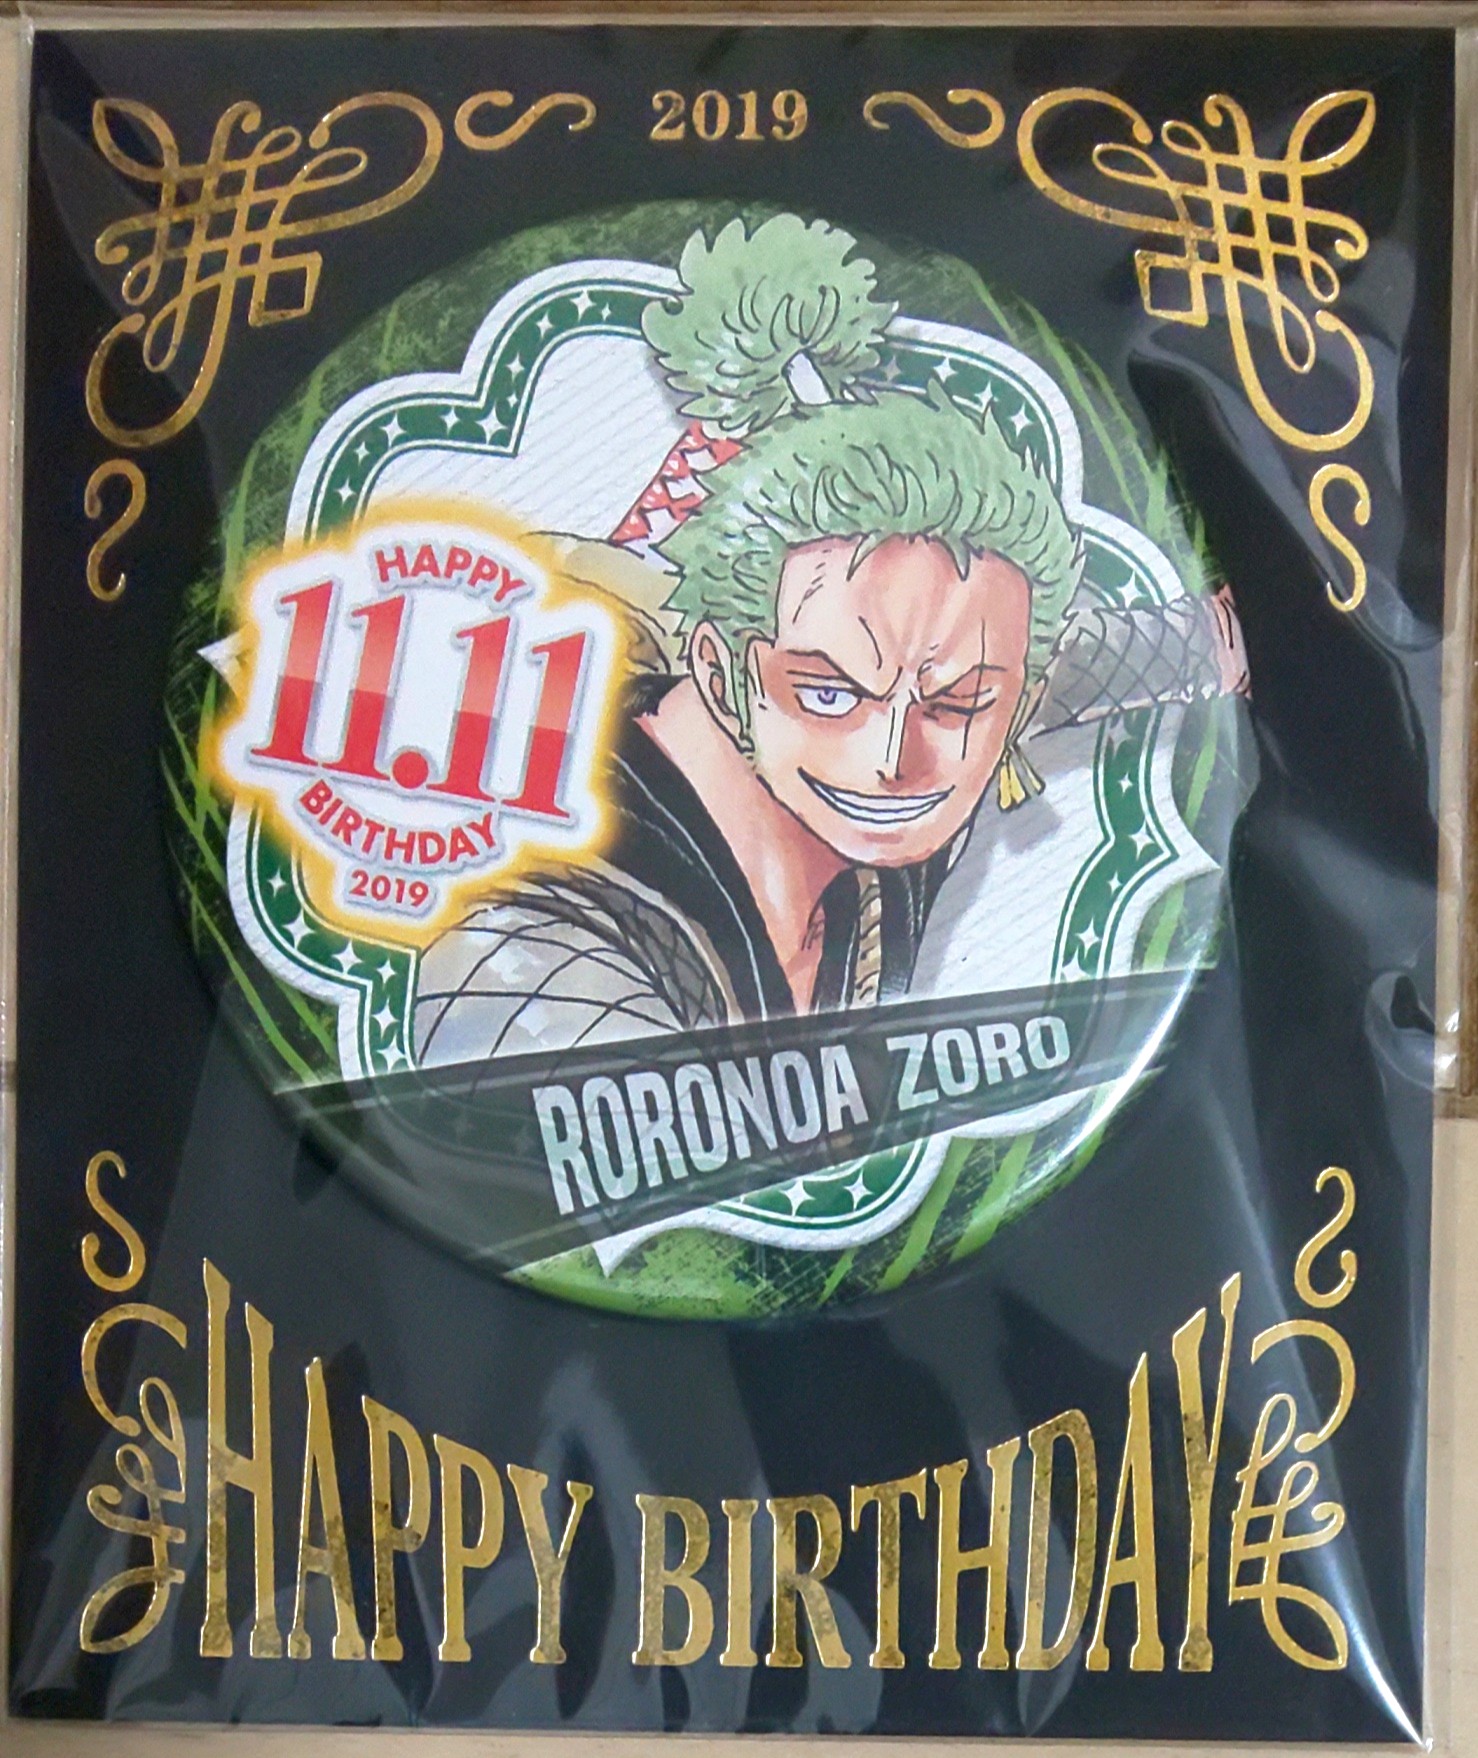 2019
HAPPY
11.11
BIRTHDAY
2019
RORONOA ZORO
HAPPY BIRTHDAY